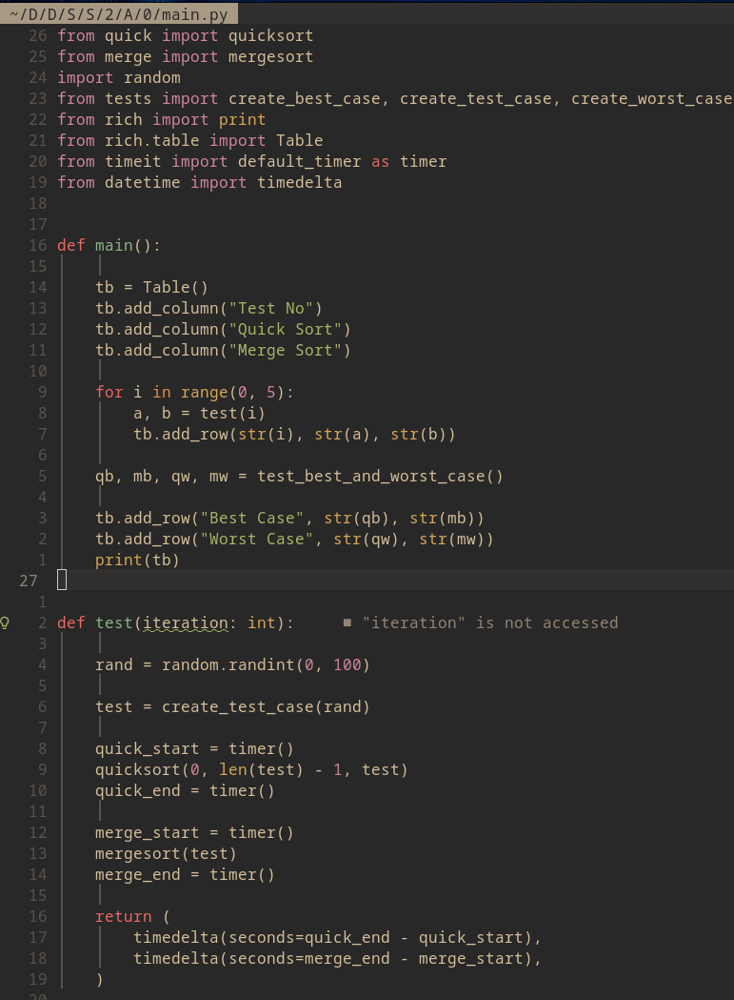 ~/D/D/S/S/2/A/0/main.py
26 from quick import quicksort
25 from merge import mergesort
24 import random
23 from tests import create_best_case, create_test_case, create_worst_case
22 from rich import print
21 from rich.table import Table
20 from timeit import default_timer as timer
19 from datetime import timedelta
18
17
16 def main():
15
14     tb = Table()
13     tb.add_column("Test No")
12     tb.add_column("Quick Sort")
11     tb.add_column("Merge Sort")
10
9     for i in range(0, 5):
8         a, b = test(i)
7         tb.add_row(str(i), str(a), str(b))
6
5     qb, mb, qw, mw = test_best_and_worst_case()
4
3     tb.add_row("Best Case", str(qb), str(mb))
2     tb.add_row("Worst Case", str(qw), str(mw))
1     print(tb)
27
1
2 def test(iteration: int):     ■ "iteration" is not accessed
3
4     rand = random.randint(0, 100)
5
6     test = create_test_case(rand)
7
8     quick_start = timer()
9     quicksort(0, len(test) - 1, test)
10     quick_end = timer()
11
12     merge_start = timer()
13     mergesort(test)
14     merge_end = timer()
15
16     return (
17         timedelta(seconds=quick_end - quick_start),
18         timedelta(seconds=merge_end - merge_start),
19     )
20